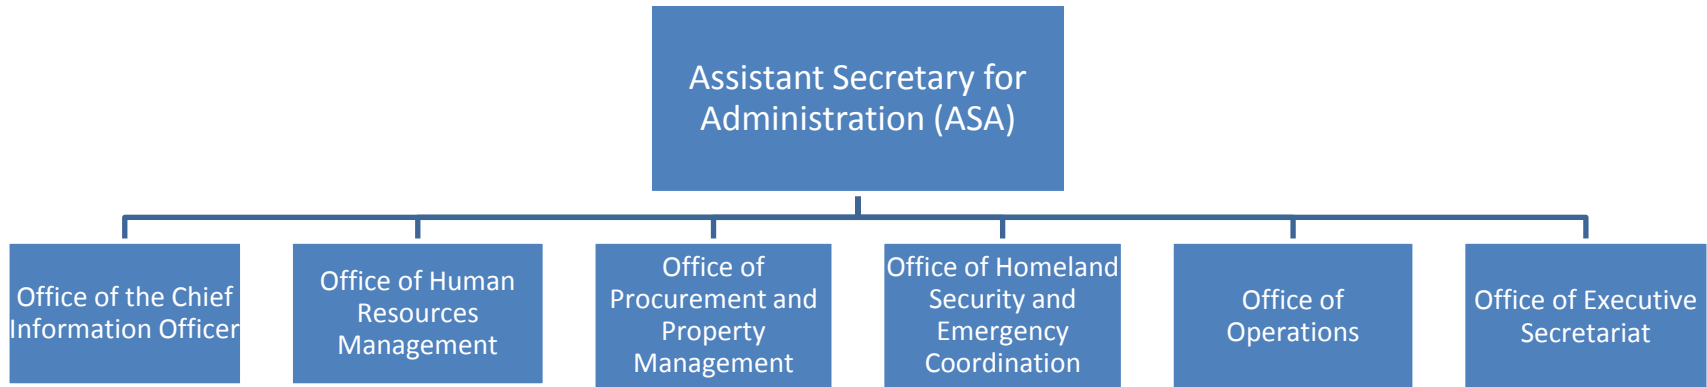 Assistant Secretary for
Administration (ASA)
Office of the Chief
Information Officer
Office of Human
Resources
Management
Office of
Procurement and
Property
Management
Office of Homeland
Security and
Emergency
Coordination
Office of
Operations
Office of Executive
Secretariat